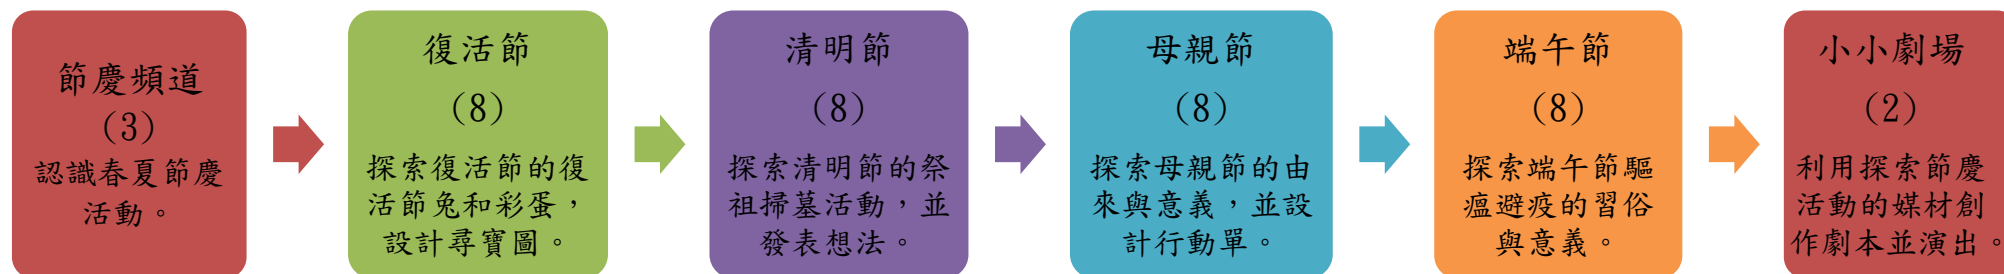 節慶頻道
(3)
認識春夏節慶
活動。
復活節
(8)
探索復活節的復
活節兔和彩蛋，
設計尋寶圖。
清明節
(8)
探索清明節的祭
祖掃墓活動，並
發表想法。
母親節
(8)
探索母親節的由
來與意義，並設
計行動單。
端午節
(8)
探索端午節驅
瘟避疫的習俗
與意義。
小小劇場
(2)
利用探索節慶
活動的媒材創
作劇本並演出。